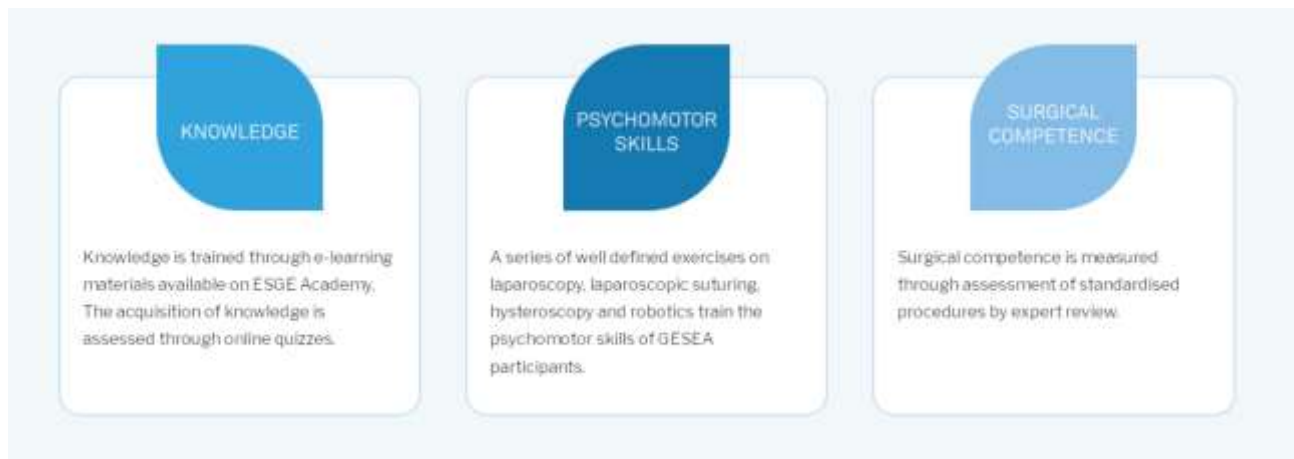 KNOWLEDGE
Knowledge is trained through e-learning
materials available on ESGE Academy.
The acquisition of knowledge is
assessed through online quizzes.
PSYCHOMOTOR
SKILLS
A series of well defined exercises on
laparoscopy, laparoscopic suturing,
hysteroscopy and robotics train the
psychomotor skills of GESEA
participants.
SURGICAL
COMPETENCE
Surgical competence is measured
through assessment of standardised
procedures by expert review.